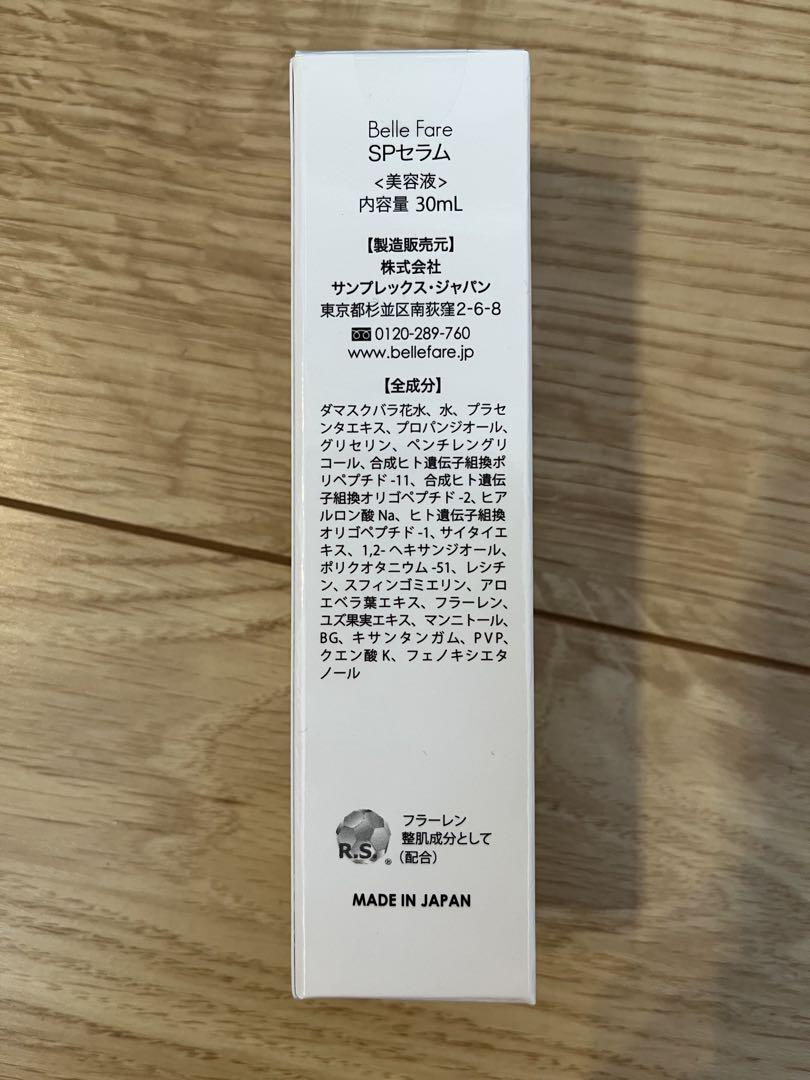 Belle Fare
SPセラム
<美容液>
内容量 30mL
【製造販売元】
株式会社
サンプレックス・ジャパン
東京都杉並区南荻窪2-6-8
0120-289-760
www.bellefare.jp
【全成分】
ダマスクバラ花水、水、プラセ
ンタエキス、プロパンジオール、
グリセリン、ペンチレングリ
コール、合成ヒト遺伝子組換ポ
リペプチド-11、合成ヒト遺伝
子組換オリゴペプチド-2、ヒア
ルロン酸Na、ヒト遺伝子組換
オリゴペプチド-1、サイタイエ
キス、1,2-ヘキサンジオール、
ポリクオタニウム-51、レシチ
ン、スフィンゴミエリン、アロ
エベラ葉エキス、フラーレン、
ユズ果実エキス、マンニトール、
BG、キサンタンガム、PVP、
クエン酸K、フェノキシエタ
ノール
R.S.®
フラーレン
整肌成分として
(配合)
MADE IN JAPAN